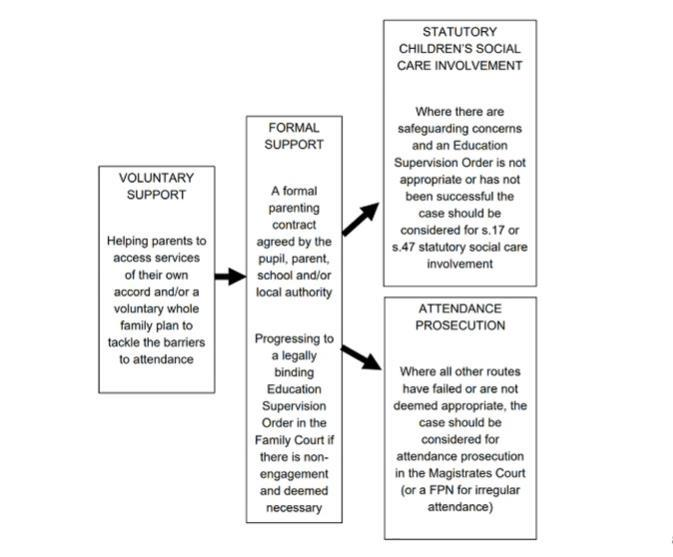 VOLUNTARY
SUPPORT
Helping parents to
access services
of their own
accord and/or a
voluntary whole
family plan to
tackle the barriers
to attendance
FORMAL
SUPPORT
A formal
parenting
contract
agreed by the
pupil, parent,
school and/or
local authority
Progressing to
a legally
binding
Education
Supervision
Order in the
Family Court if
there is non-
engagement
and deemed
necessary
STATUTORY
CHILDREN'S SOCIAL
CARE INVOLVEMENT
Where there are
safeguarding concerns
and an Education
Supervision Order is not
appropriate or has not
been successful the
case should be
considered for s.17 or
s.47 statutory social care
involvement
ATTENDANCE
PROSECUTION
Where all other routes
have failed or are not
deemed appropriate, the
case should be
considered for
attendance prosecution
in the Magistrates Court
(or a FPN for irregular
attendance)